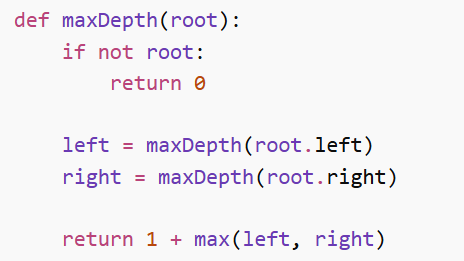 def maxDepth(root):
    if not root:
        return 0

    left = maxDepth(root.left)
    right = maxDepth(root.right)

    return 1 + max(left, right)